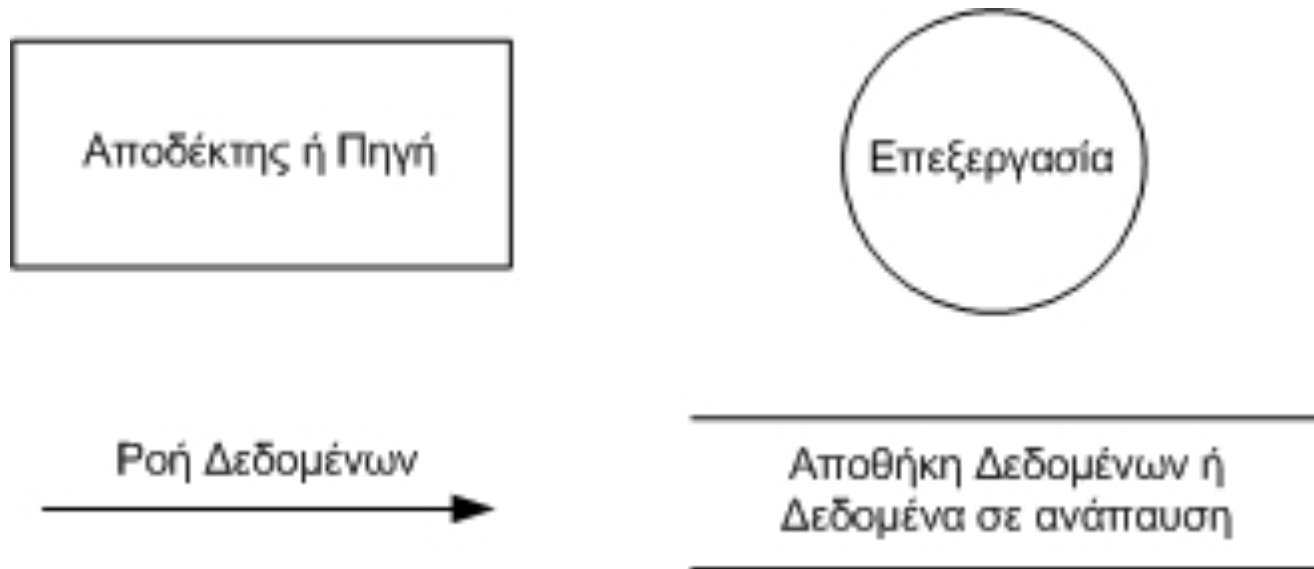 Αποδέκτης ή Πηγή
Επεξεργασία
Ροή Δεδομένων
Αποθήκη Δεδομένων ή
Δεδομένα σε ανάπαυση